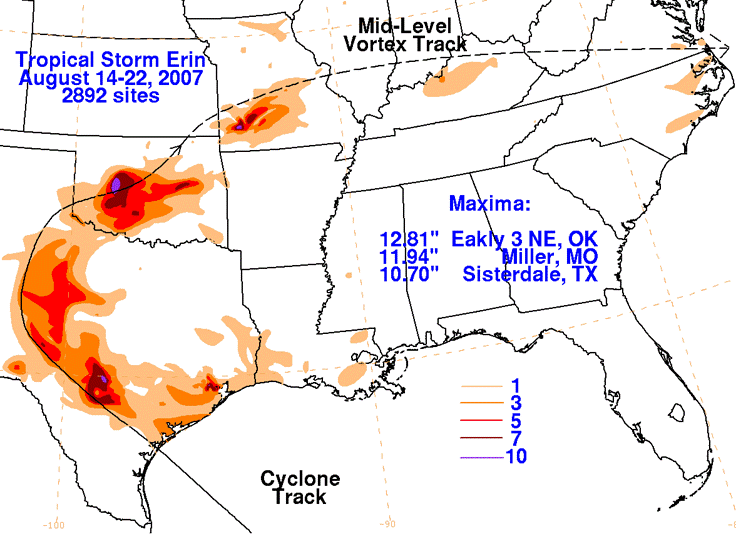 Mid-Level
Vortex Track
Tropical Storm Erin
August 14-22, 2007
2892 sites
Maxima:
12.81" Eakly 3 NE, OK
11.94" Miller, MO
10.70" Sisterdale, TX
1
3
5
7
10
Cyclone
Track
-100
-90